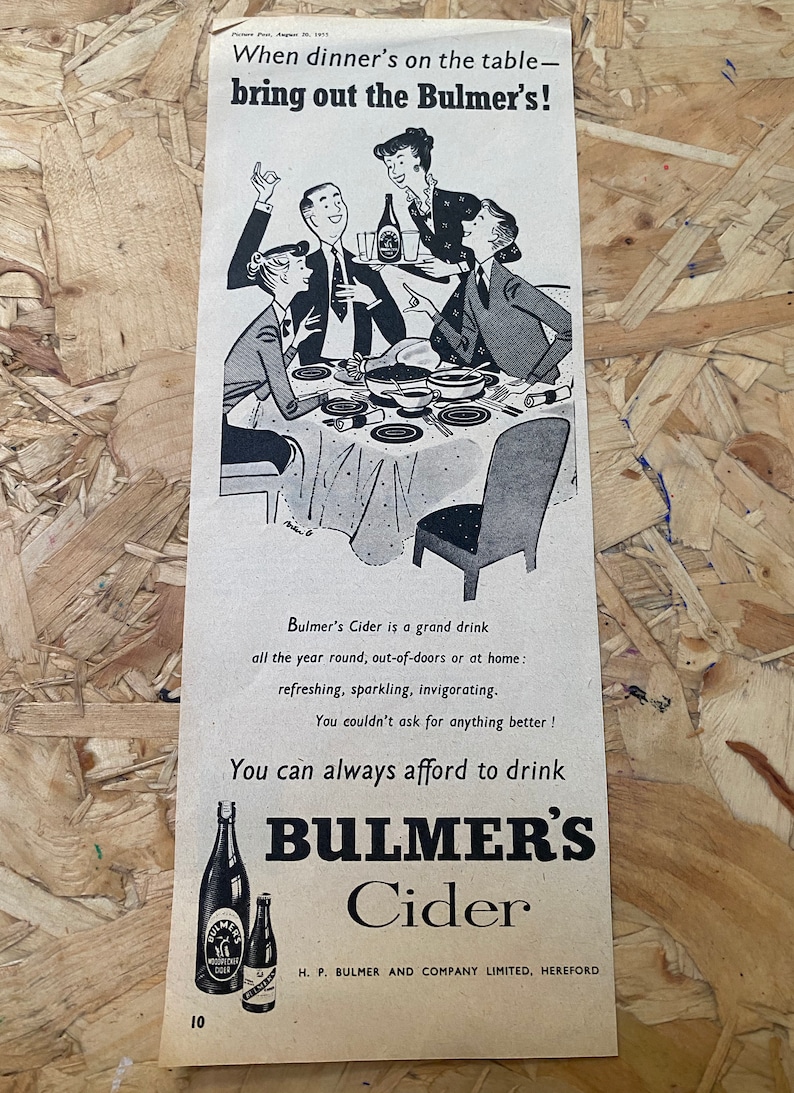 Picture Post, August 20, 1955
When dinner's on the table—
bring out the Bulmer's!
Bulmer's Cider is a grand drink
all the year round, out-of-doors or at home:
refreshing, sparkling, invigorating.
You couldn't ask for anything better!
You can always afford to drink
BULMER'S
Cider
BULMER'S
WOODPECKER
CIDER
BULMER'S
H. P. BULMER AND COMPANY LIMITED, HEREFORD
10